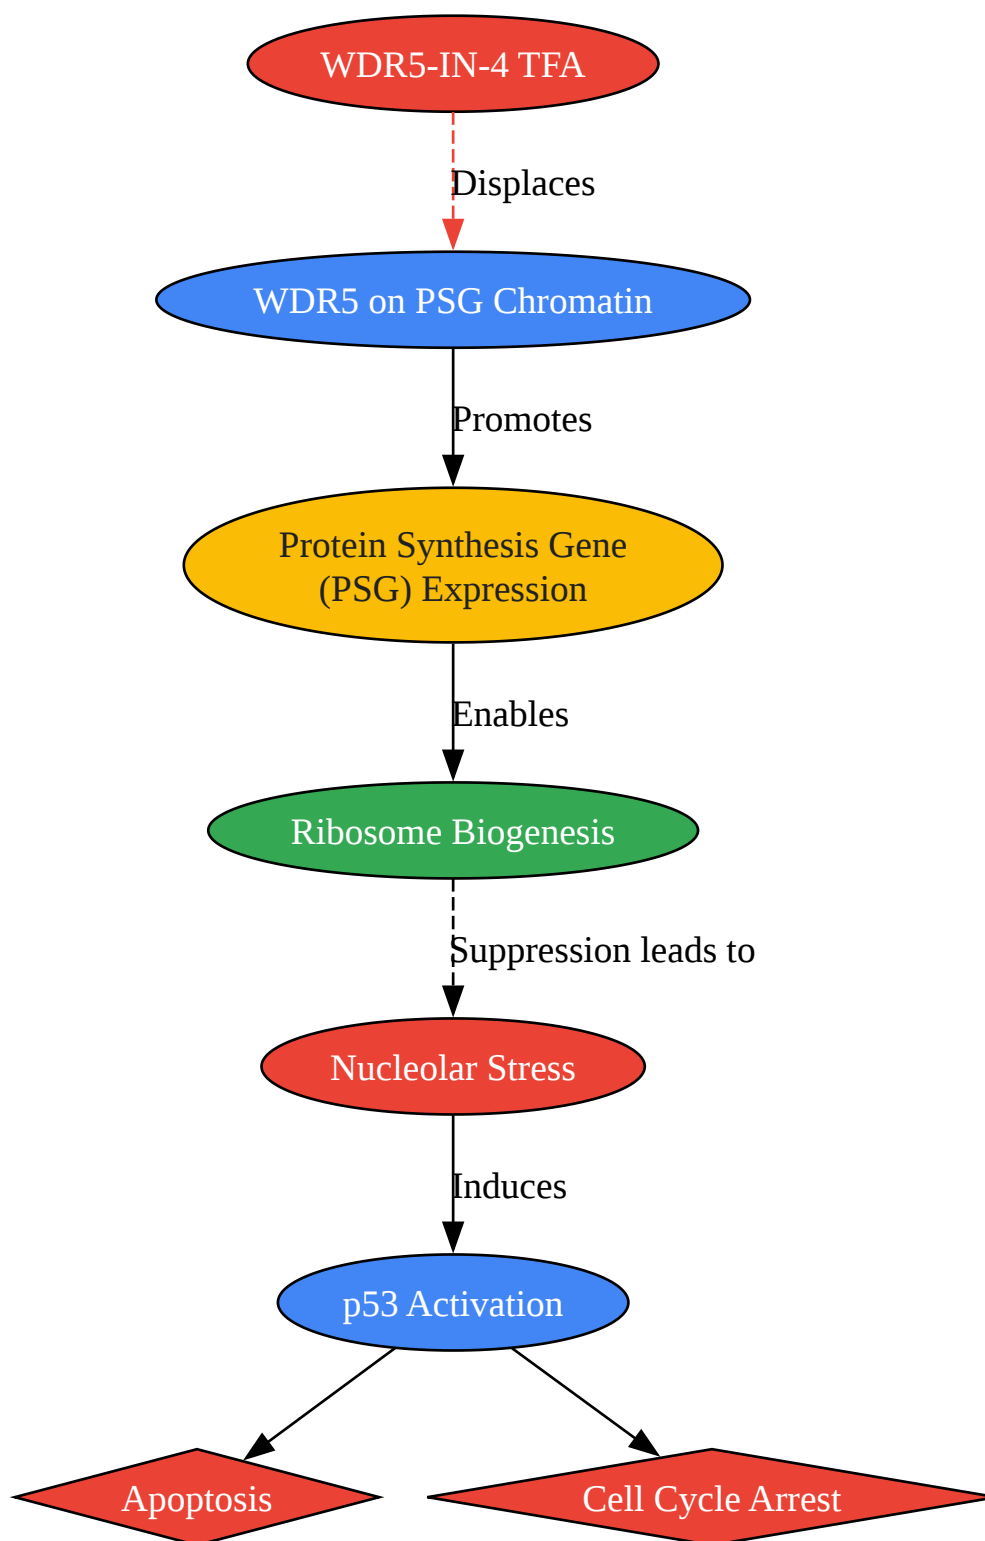 WDR5-IN-4 TFA
Displaces
WDR5 on PSG Chromatin
Promotes
Protein Synthesis Gene
(PSG) Expression
Enables
Ribosome Biogenesis
Suppression leads to
Nucleolar Stress
Induces
p53 Activation
Apoptosis
Cell Cycle Arrest